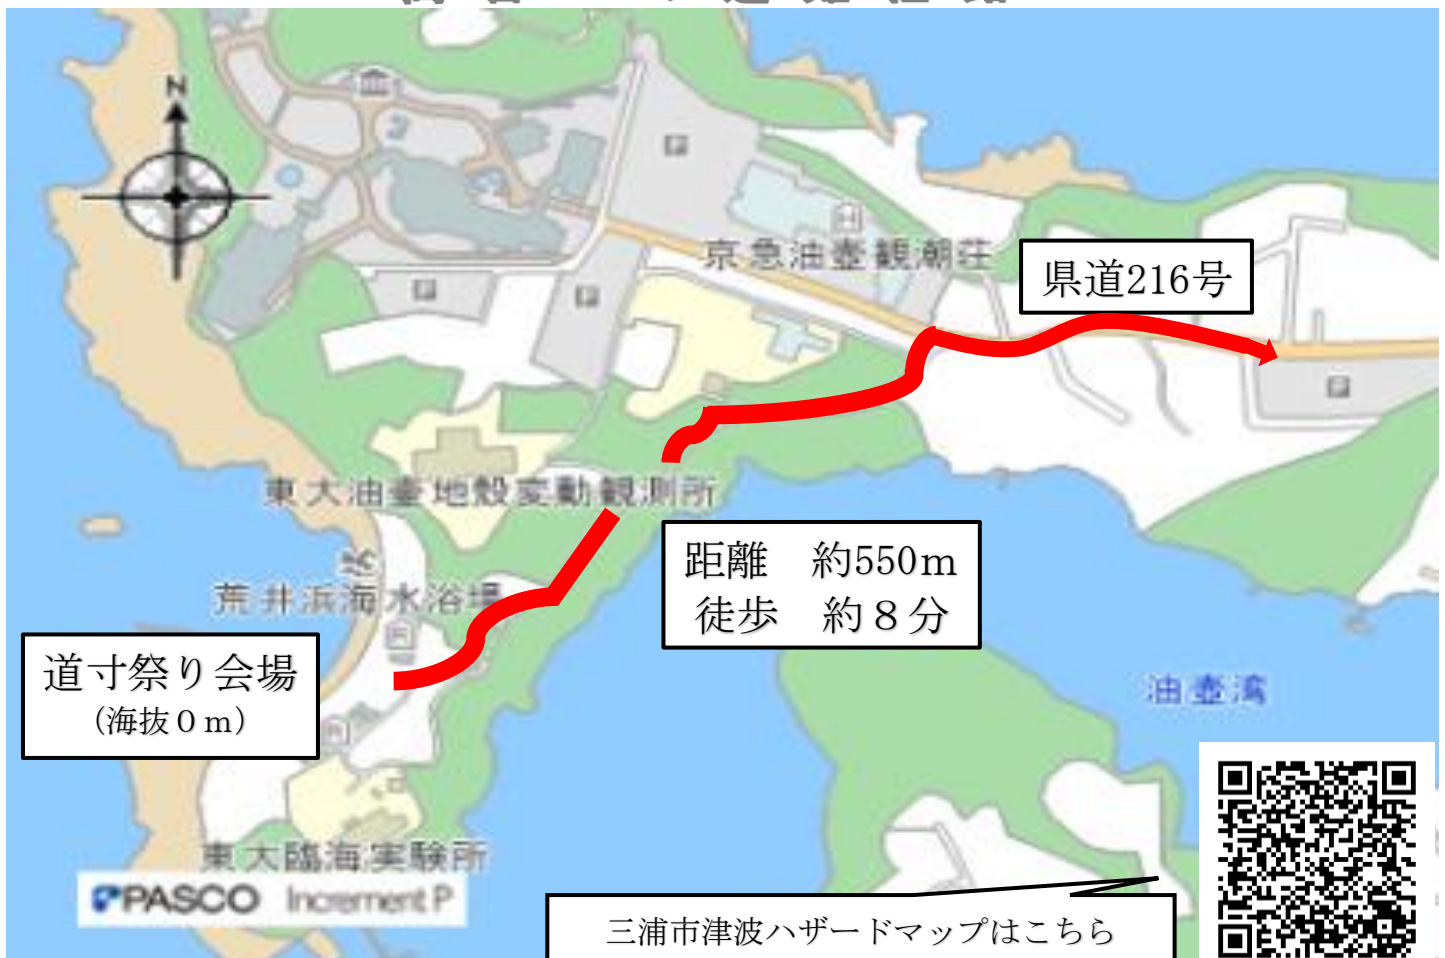 N
京急油壺観潮荘
県道216号
東大油壺地殻変動観測所
距離　約550m
徒歩　約８分
荒井浜海水浴場
道寸祭り会場
（海抜０ｍ）
油壺湾
東大臨海実験所
PASCO Increment P
三浦市津波ハザードマップはこちら